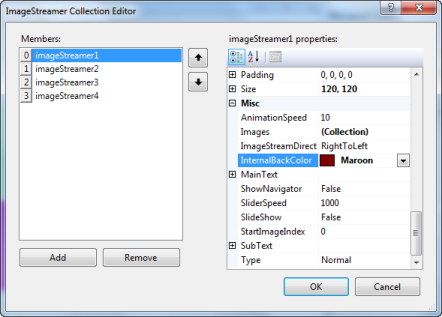 ImageStreamer Collection Editor
Members:
0 imageStreamer1
1 imageStreamer2
2 imageStreamer3
3 imageStreamer4
Add
Remove
imageStreamer1 properties:
Padding 0, 0, 0, 0
Size 120, 120
Misc
AnimationSpeed 10
Images (Collection)
ImageStreamDirect RightToLeft
InternalBackColor Maroon
MainText
ShowNavigator False
SliderSpeed 1000
SlideShow False
StartImageIndex 0
SubText
Type Normal
OK
Cancel